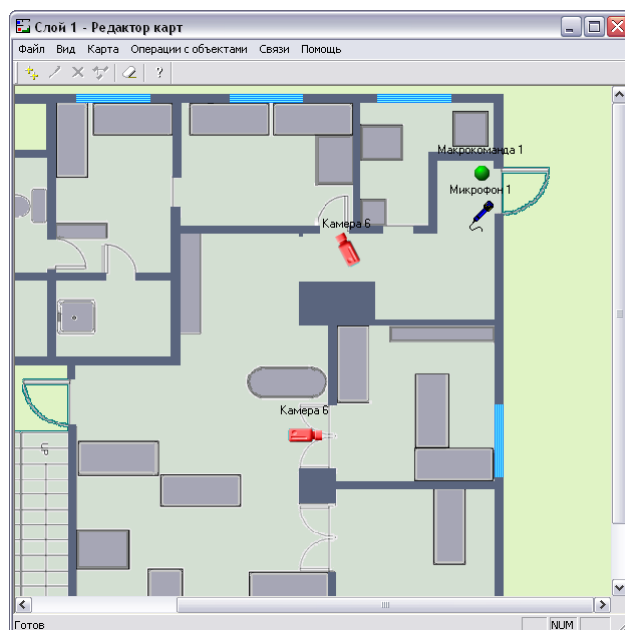 Слой 1 - Редактор карт
Файл Вид Карта Операции с объектами Связи Помощь
?
Макрокоманда 1
Микрофон 1
Камера 6
Камера 6
UP
Готов
NUM